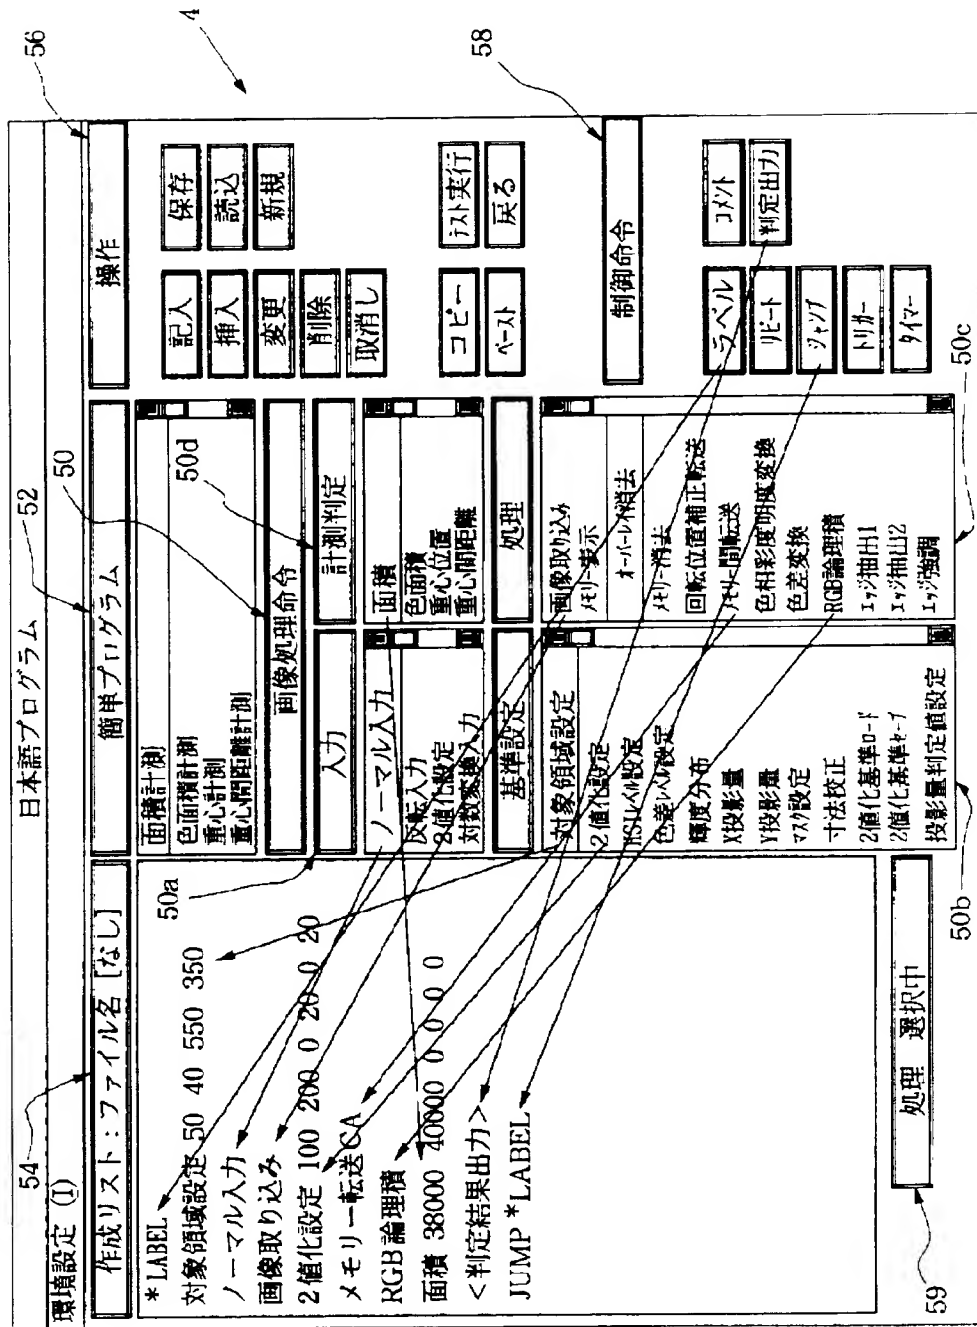 日本語プログラム
環境設定 (I)
54
作成リスト：ファイル名 [なし]
*LABEL
対象領域設定 50 40 550 350
ノーマル入力
画像取り込み
2値化設定 100 200 0 20 0 20
メモリー転送CA
RGB論理積
面積 38000 40000 0 0 0 0 0
<判定結果出力>
JUMP *LABEL
処理 選択中
59
52
簡単プログラム
面積計測
色面積計測
重心計測
重心間距離計測
50
画像処理命令
50a
入力
ノーマル入力
反転入力
2値化設定
対数変換入力
50d
計測判定
面積
色面積
重心位置
重心間距離
基準設定
対象領域設定
2値化設定
HSIレベル設定
色差レベル設定
輝度分布
X投影量
Y投影量
マスク設定
寸法校正
2値化基準ロード
2値化基準セーブ
投影量判定値設定
50b
処理
画像取り込み
メモリー表示
オーバーレイ消去
メモリー消去
回転位置補正転送
メモリー間転送
色相彩度明度変換
色差変換
RGB論理積
エッジ抽出1
エッジ抽出2
エッジ強調
50c
56
4
操作
記入
保存
挿入
読込
変更
新規
削除
取消し
コピー
テスト実行
ペースト
戻る
58
制御命令
ラベル
コメント
リピート
判定出力
ジャンプ
トリガー
タイマー